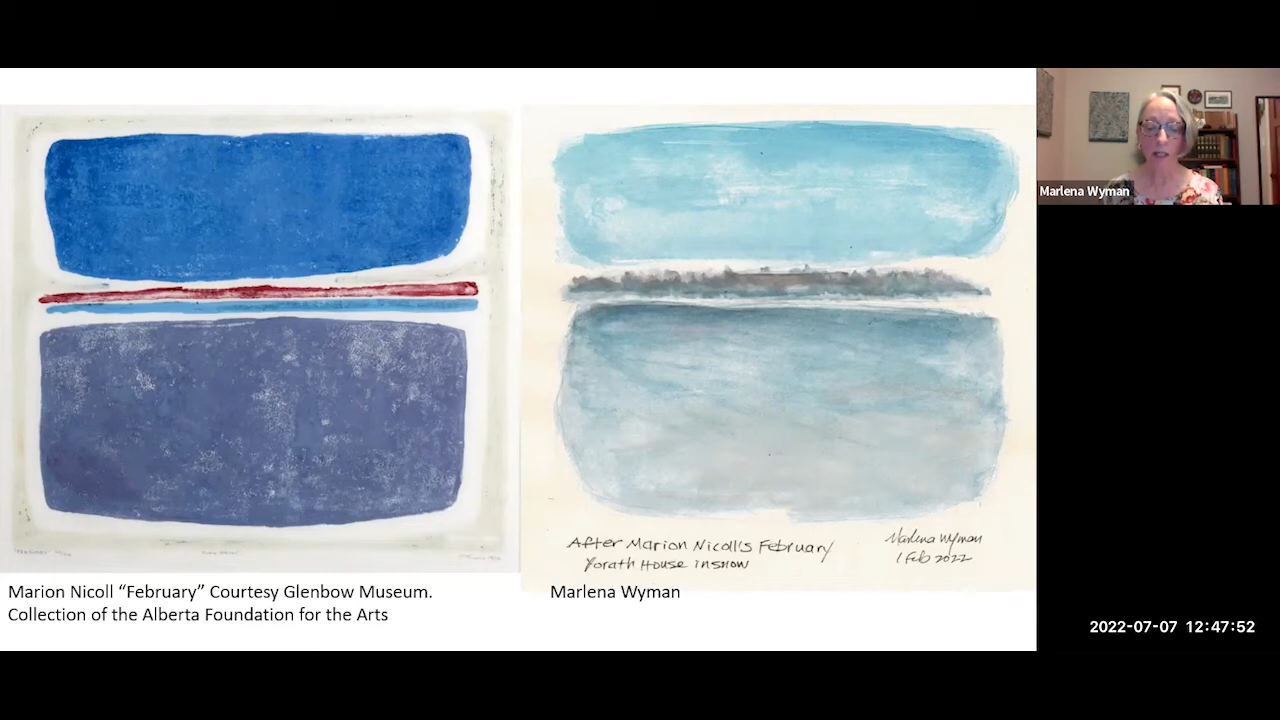 After Marion Nicoll's February
Yorath House in snow
Marlena Wyman
1 Feb 2022
Marion Nicoll “February” Courtesy Glenbow Museum.
Collection of the Alberta Foundation for the Arts
Marlena Wyman
Marlena Wyman
2022-07-07 12:47:52